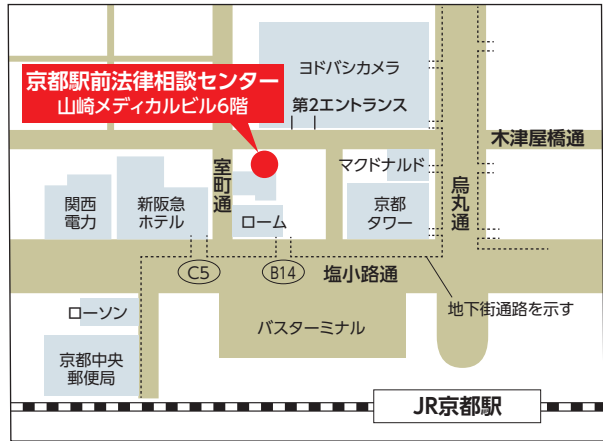 ヨドバシカメラ
京都駅前法律相談センター
山崎メディカルビル6階
第2エントランス
木津屋橋通
室町通
マクドナルド
烏丸通
関西
電力
新阪急
ホテル
ローム
京都
タワー
C5
B14
塩小路通
地下街通路を示す
ローソン
バスターミナル
京都中央
郵便局
JR京都駅